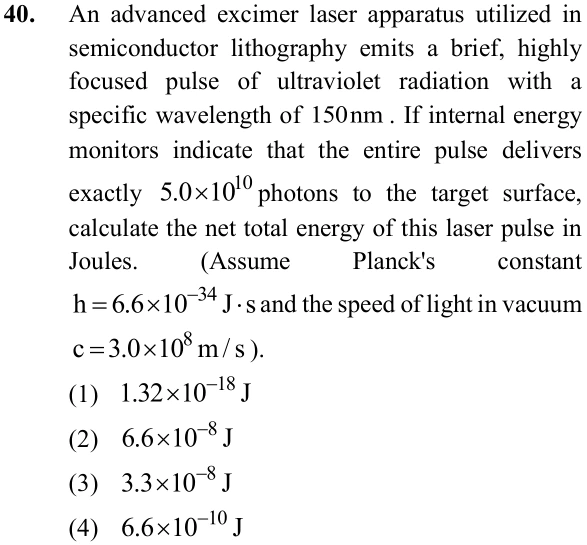 40. An advanced excimer laser apparatus utilized in
semiconductor lithography emits a brief, highly
focused pulse of ultraviolet radiation with a
specific wavelength of 150nm . If internal energy
monitors indicate that the entire pulse delivers
exactly 5.0×10¹⁰ photons to the target surface,
calculate the net total energy of this laser pulse in
Joules. (Assume Planck's constant
h=6.6×10⁻³⁴ J·s and the speed of light in vacuum
c=3.0×10⁸ m/s).
(1) 1.32×10⁻¹⁸ J
(2) 6.6×10⁻⁸ J
(3) 3.3×10⁻⁸ J
(4) 6.6×10⁻¹⁰ J